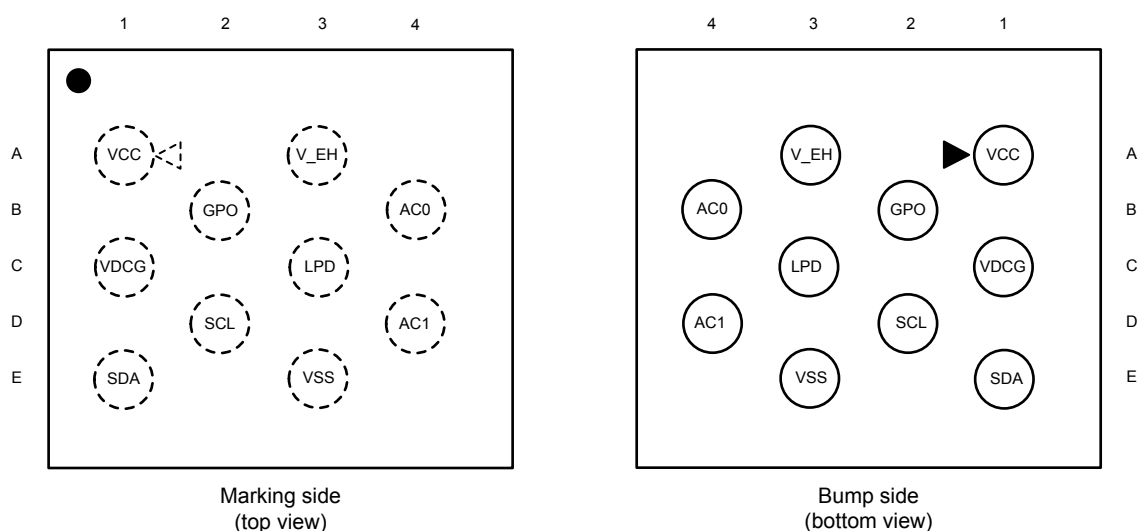 1 2 3 4 4 3 2 1
A VCC V_EH V_EH VCC A
B GPO AC0 AC0 GPO B
C VDCG LPD LPD VDCG C
D SCL AC1 AC1 SCL D
E SDA VSS VSS SDA E
Marking side
(top view)
Bump side
(bottom view)